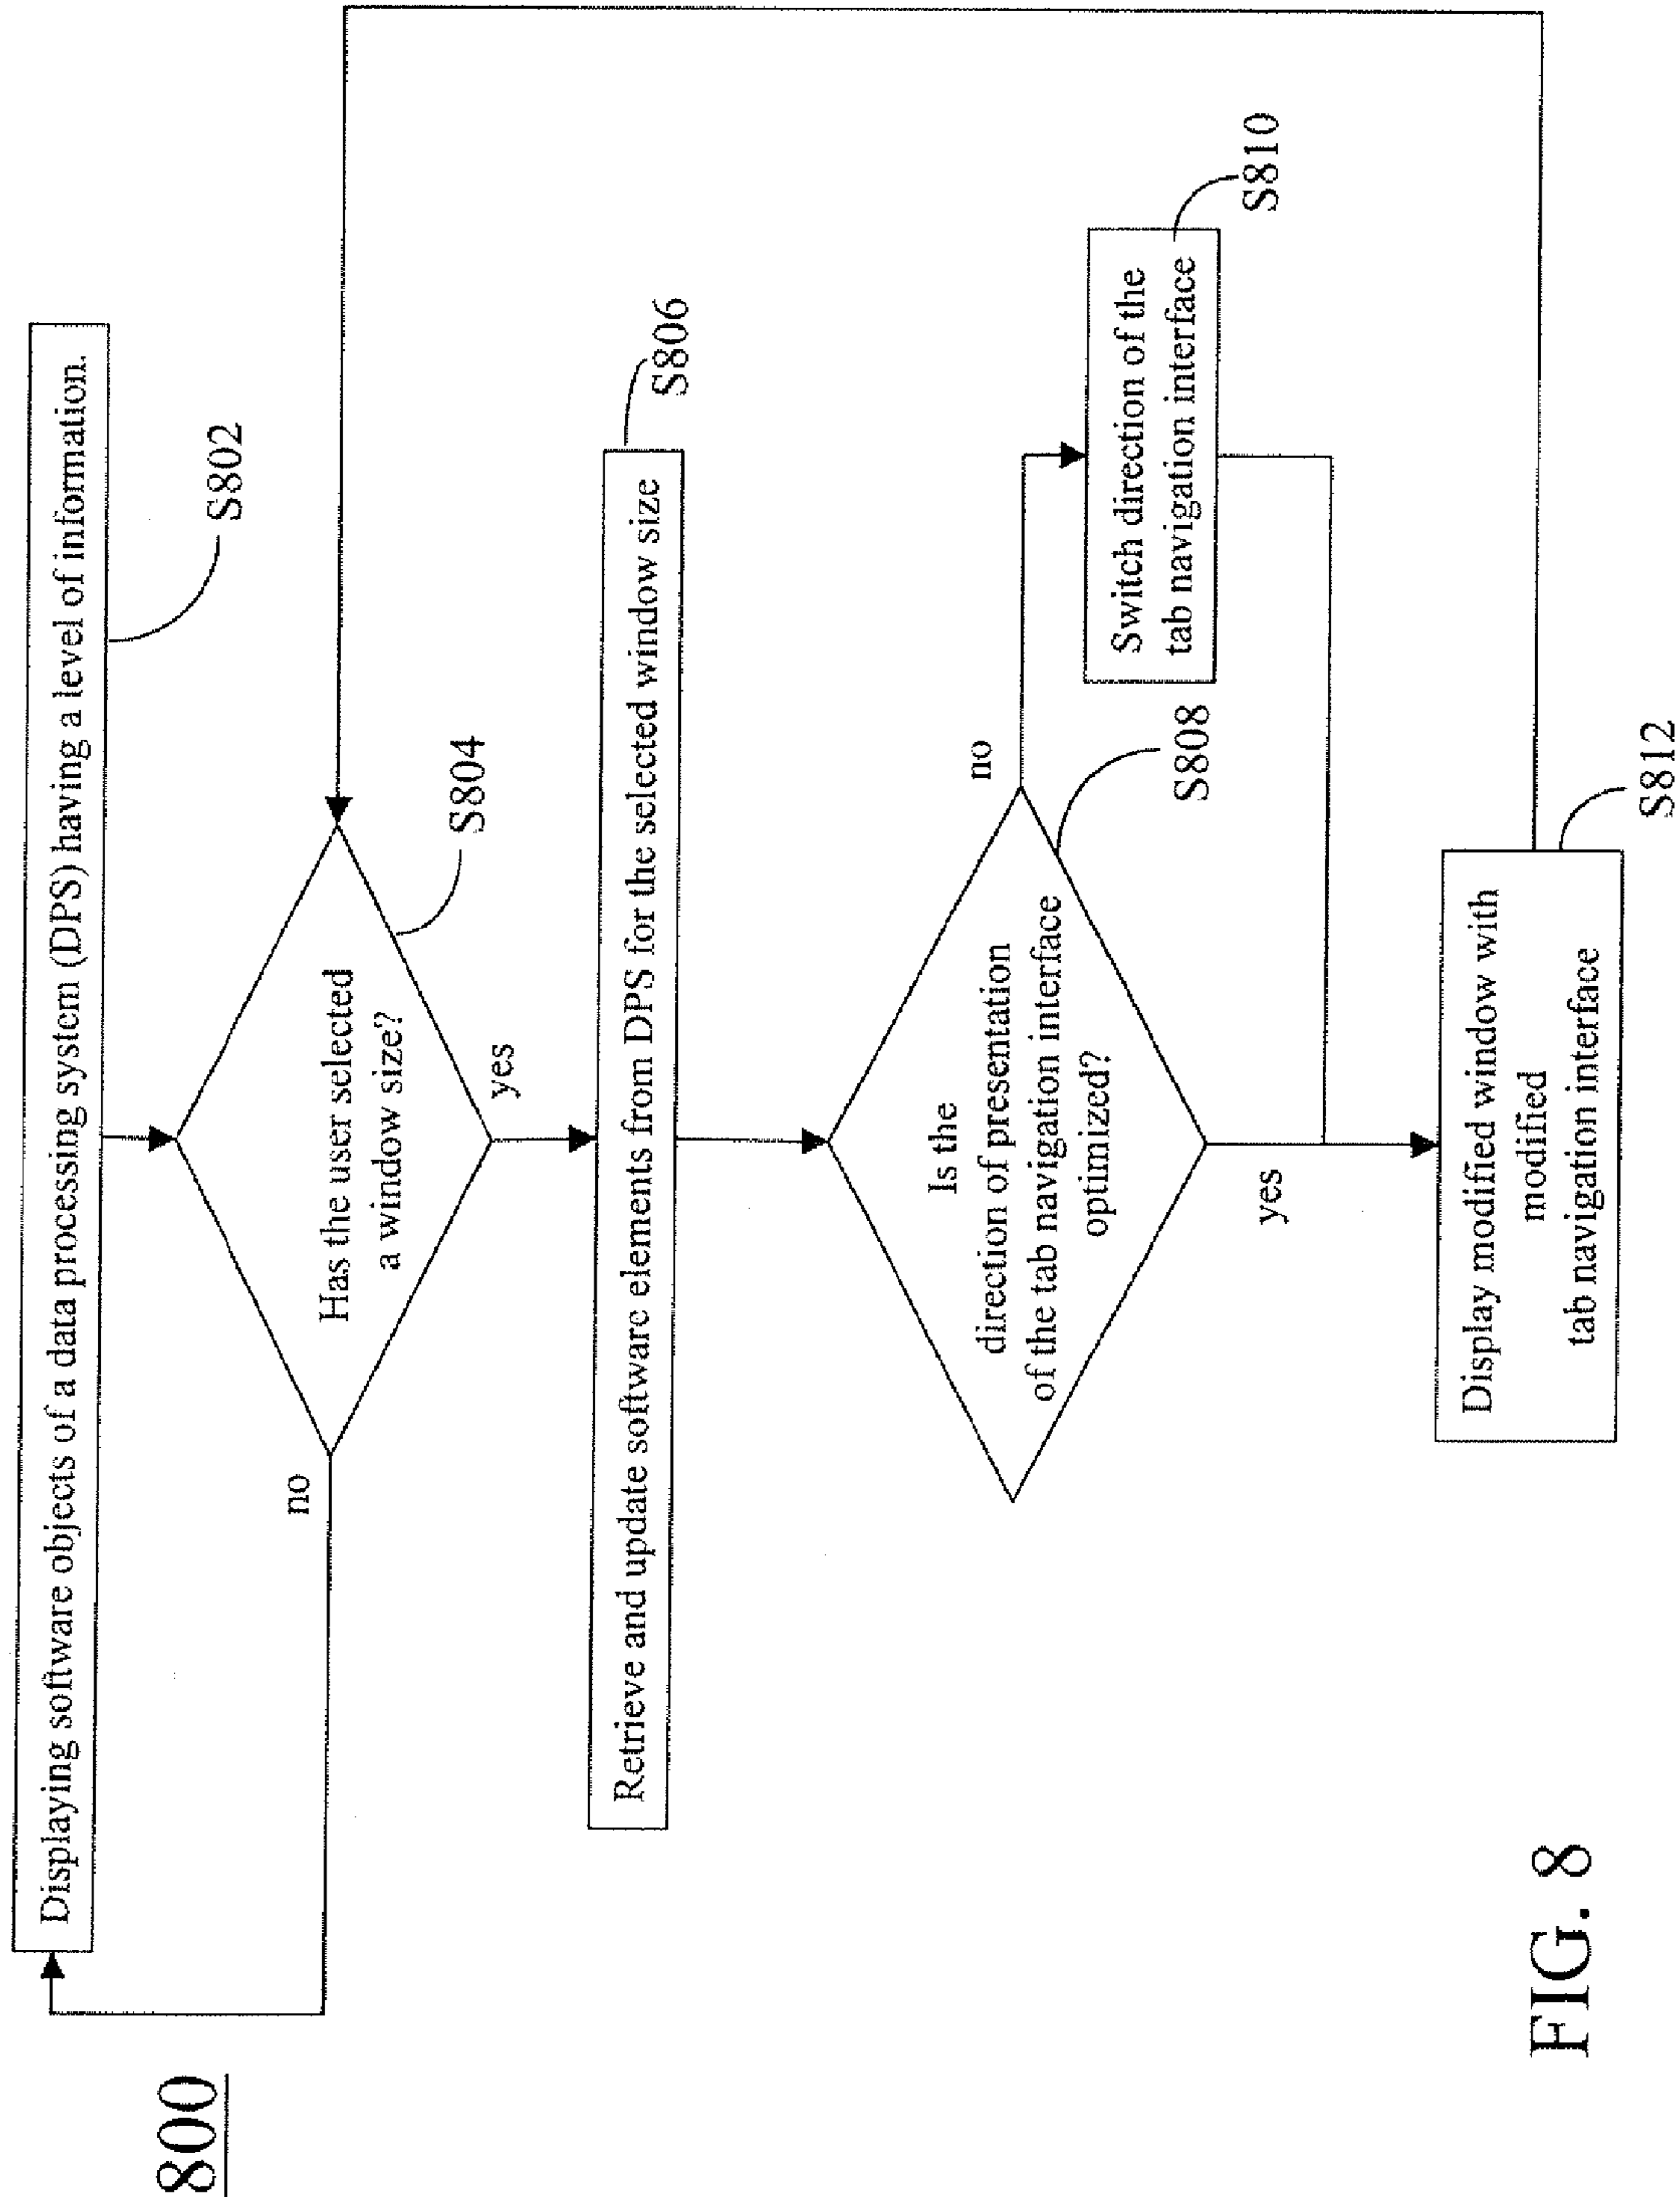 800
Displaying software objects of a data processing system (DPS) having a level of information.
S802
Has the user selected
a window size?
S804
no
yes
Retrieve and update software elements from DPS for the selected window size
S806
Is the
direction of presentation
of the tab navigation interface
optimized?
S808
no
yes
Switch direction of the
tab navigation interface
S810
Display modified window with
modified
tab navigation interface
S812
FIG. 8